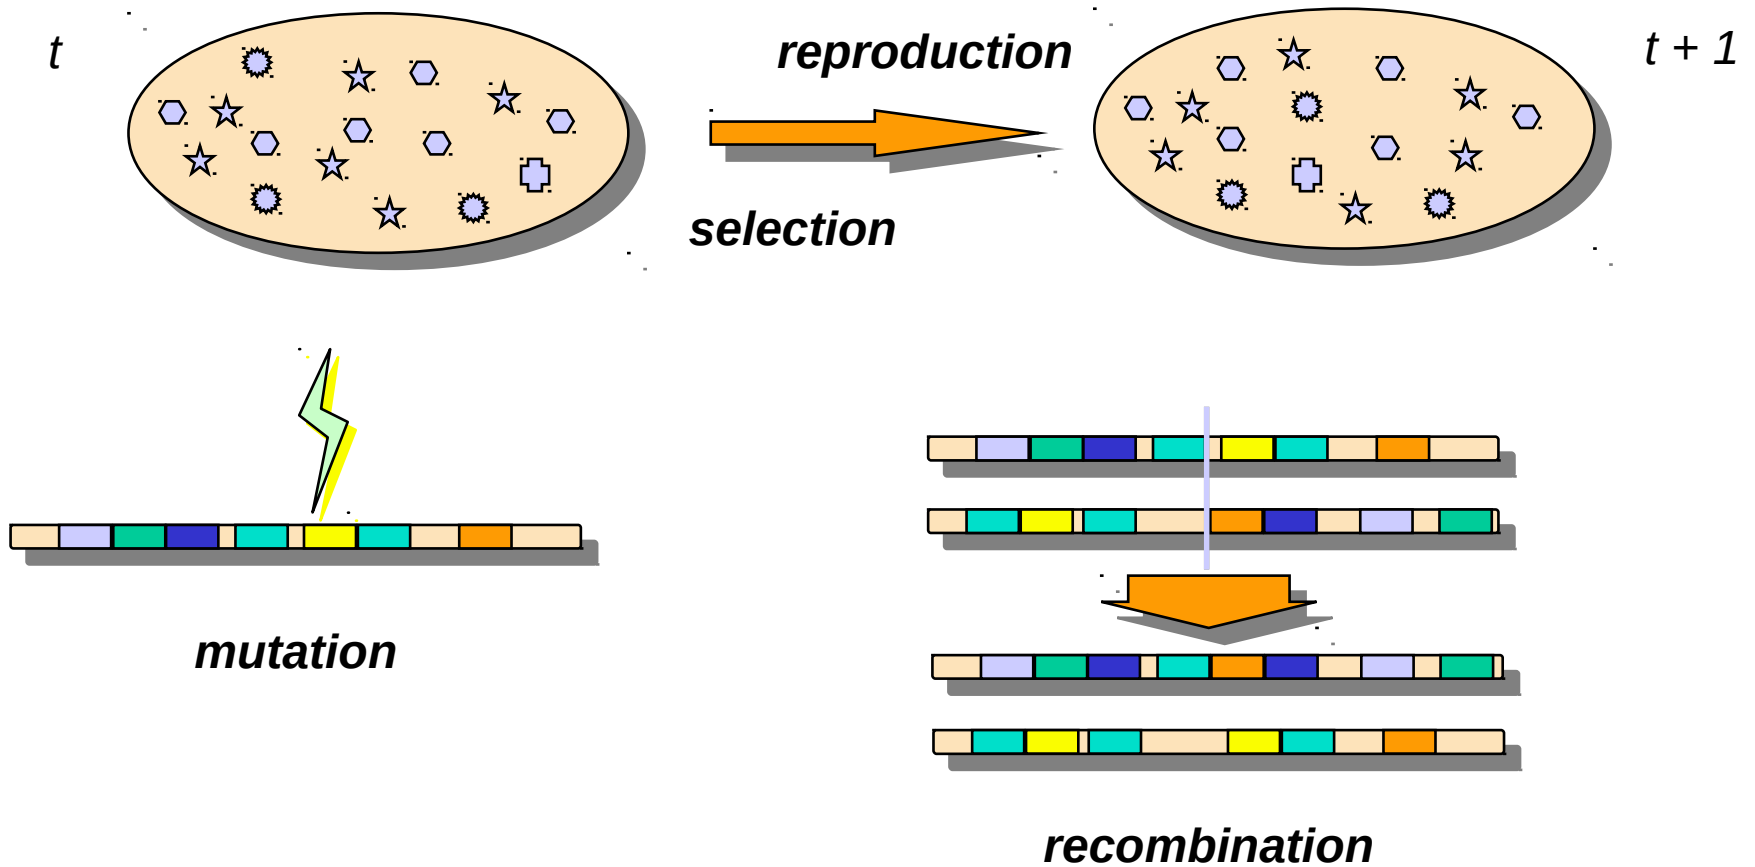 t
reproduction
t + 1
selection
mutation
recombination